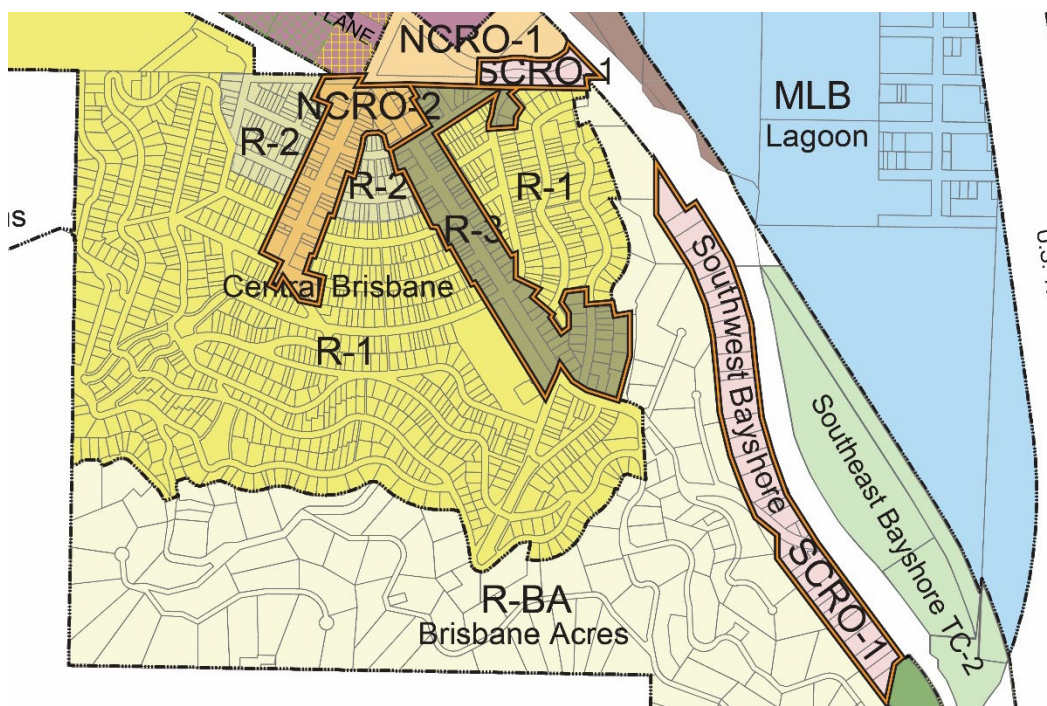 LANE
NCRO-1
SCRO-1
NCRO-2
MLB
Lagoon
R-2
R-2
R-1
R-3
Central Brisbane
R-1
Southwest Bayshore
SCRO-1
Southeast Bayshore TC-2
R-BA
Brisbane Acres
U.S.